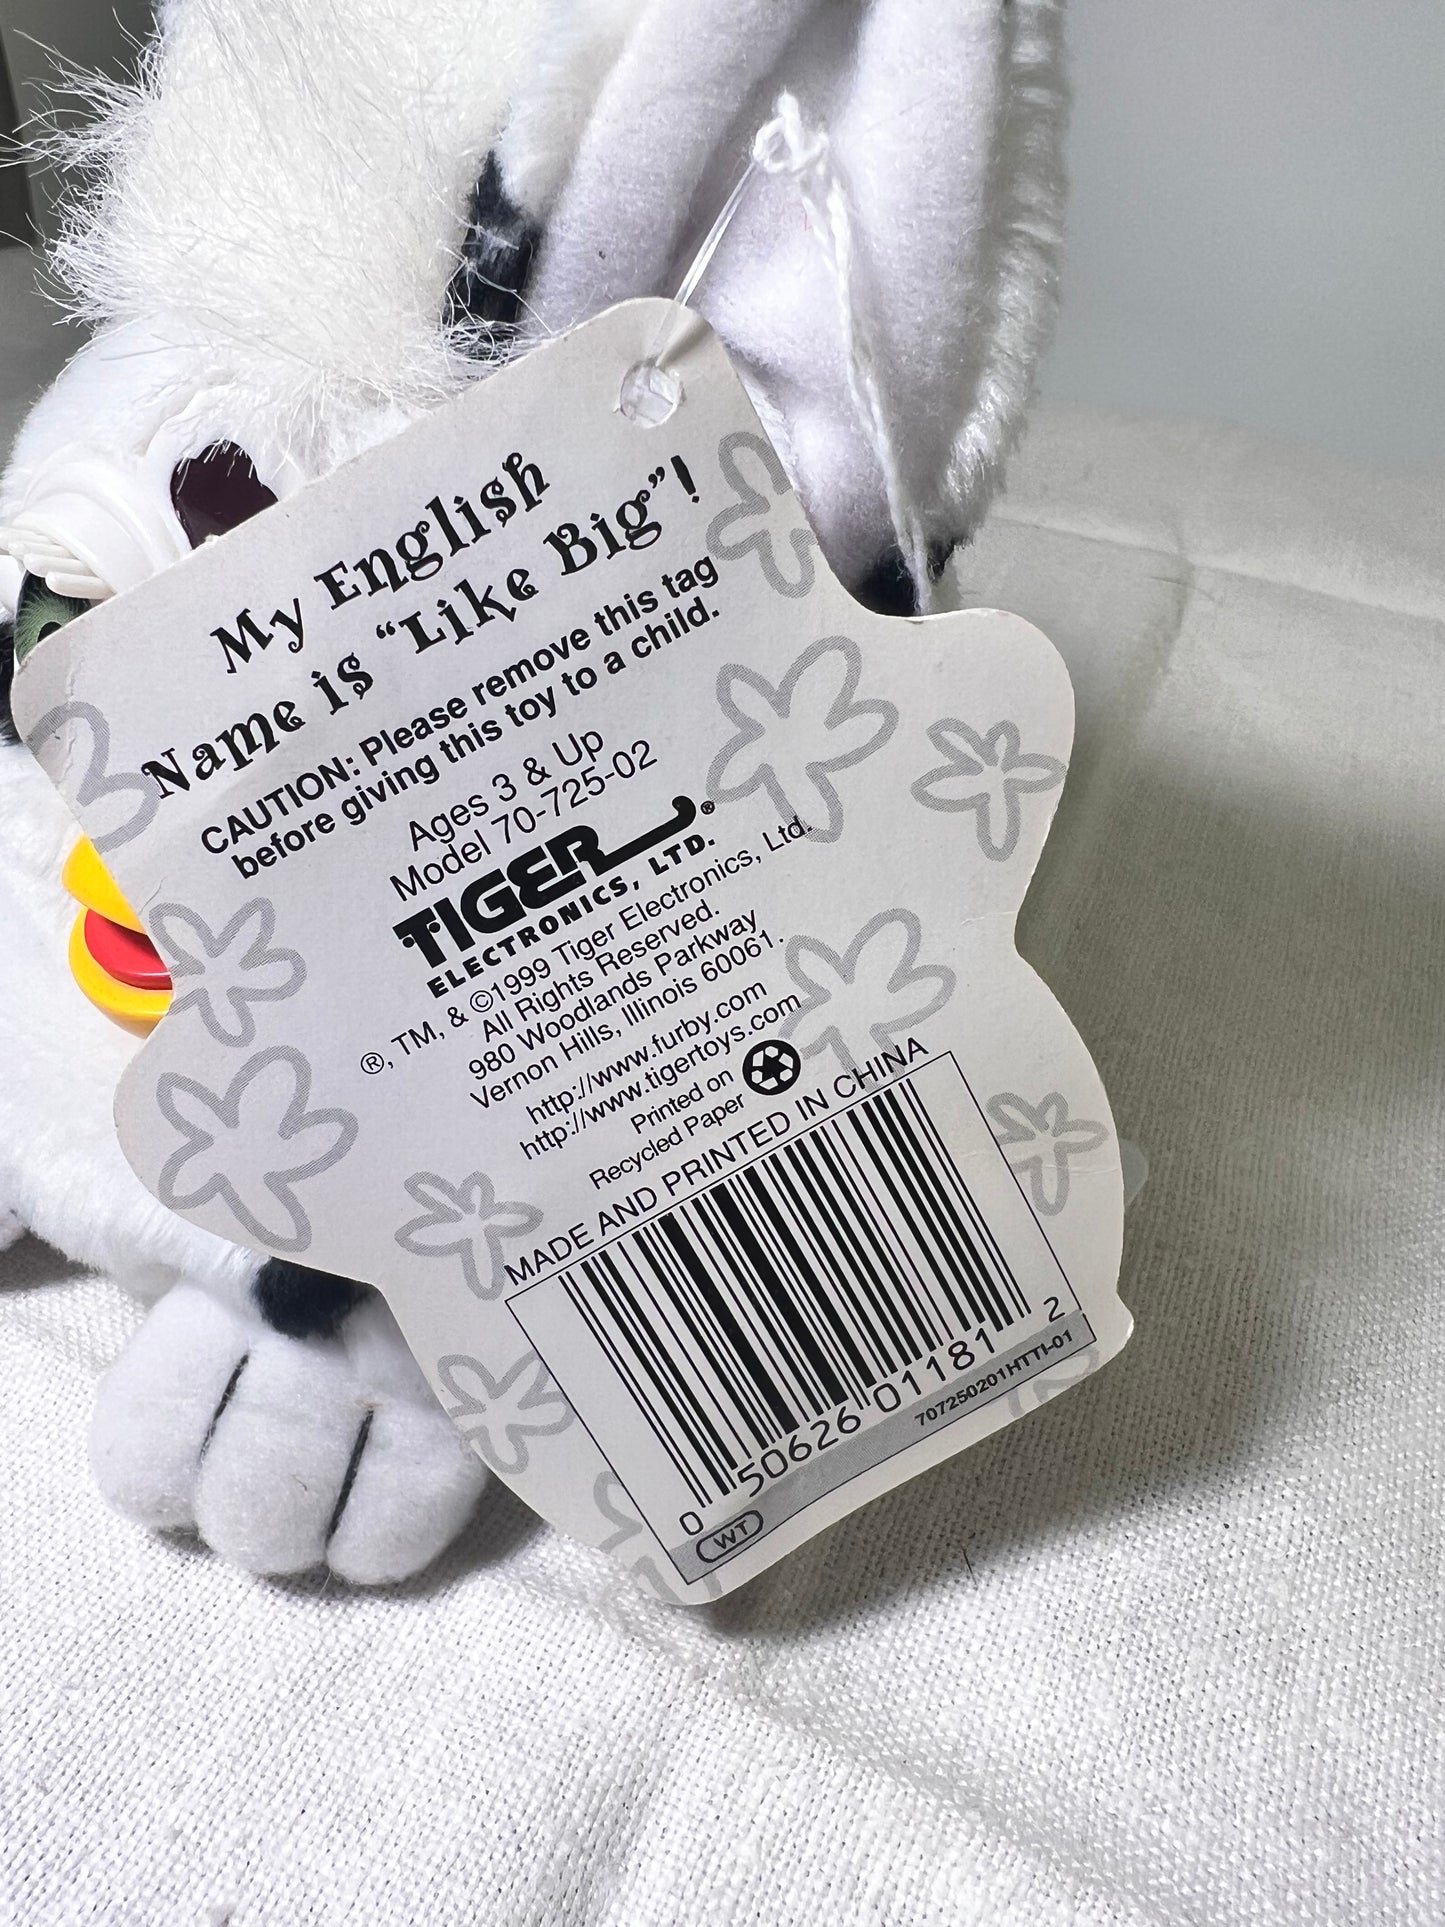 My English
Name is “Like Big”!
CAUTION: Please remove this tag
before giving this toy to a child.
Ages 3 & Up
Model 70-725-02
TIGER®
ELECTRONICS, LTD.
®, TM, & ©1999 Tiger Electronics, Ltd.
All Rights Reserved.
980 Woodlands Parkway
Vernon Hills, Illinois 60061.
http://www.furby.com
http://www.tigertoys.com
Printed on
Recycled Paper
MADE AND PRINTED IN CHINA
0 50626 01181 2
WT 707250201HTTI-01